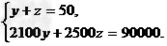 y + z = 50,
2100y + 2500z = 90000.